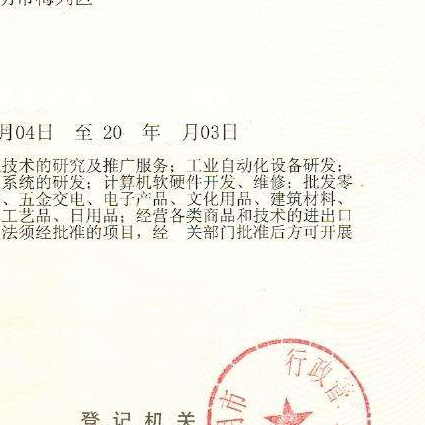 月04日 至 20 年 月03日
技术的研究及推广服务；工业自动化设备研发；
系统的研发；计算机软硬件开发、维修；批发零
、五金交电、电子产品、文化用品、建筑材料、
工艺品、日用品；经营各类商品和技术的进出口
法须经批准的项目，经 关部门批准后方可开展
行政
市
登记机关